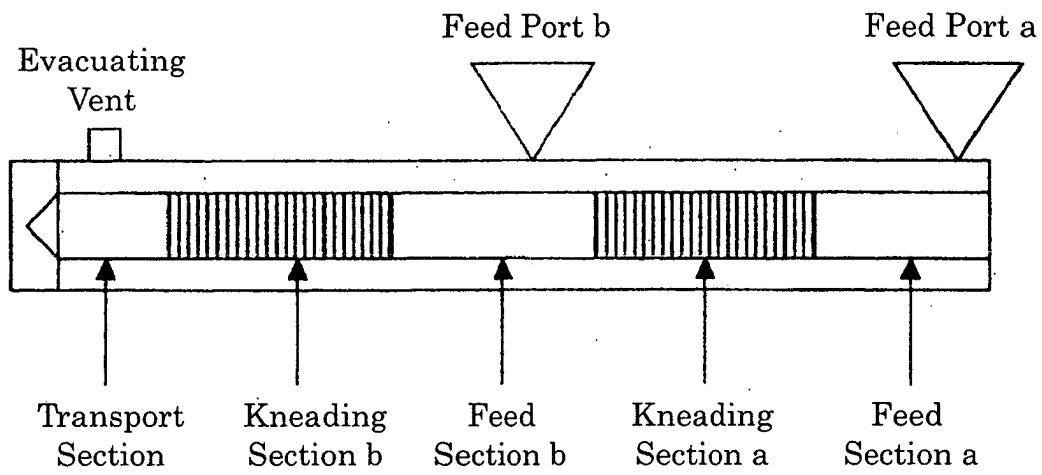 Feed Port b
Feed Port a
Evacuating
Vent
Transport
Section
Kneading
Section b
Feed
Section b
Kneading
Section a
Feed
Section a